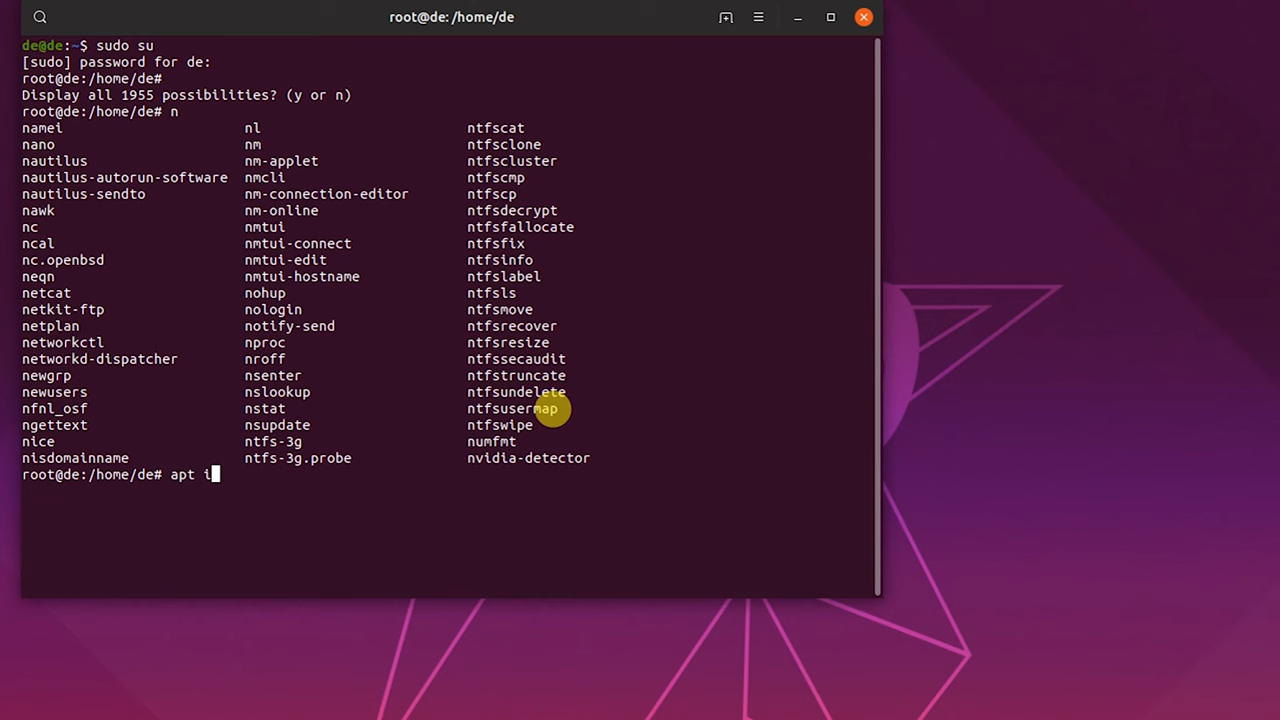 root@de: /home/de
de@de:~$ sudo su
[sudo] password for de:
root@de:/home/de#
Display all 1955 possibilities? (y or n)
root@de:/home/de# n
namei nl ntfscat
nano nm ntfsclone
nautilus nm-applet ntfscluster
nautilus-autorun-software nmcli ntfscmp
nautilus-sendto nm-connection-editor ntfscp
nawk nm-online ntfsdecrypt
nc nmtui ntfsfallocate
ncal nmtui-connect ntfsfix
nc.openbsd nmtui-edit ntfsinfo
neqn nmtui-hostname ntfslabel
netcat nohup ntfsls
netkit-ftp nologin ntfsmove
netplan notify-send ntfsrecover
networkctl nproc ntfsresize
networkd-dispatcher nroff ntfssecaudit
newgrp nsenter ntfstruncate
newusers nslookup ntfsundelete
nfnl_osf nstat ntfsusermap
ngettext nsupdate ntfswipe
nice ntfs-3g numfmt
nisdomainname ntfs-3g.probe nvidia-detector
root@de:/home/de# apt i